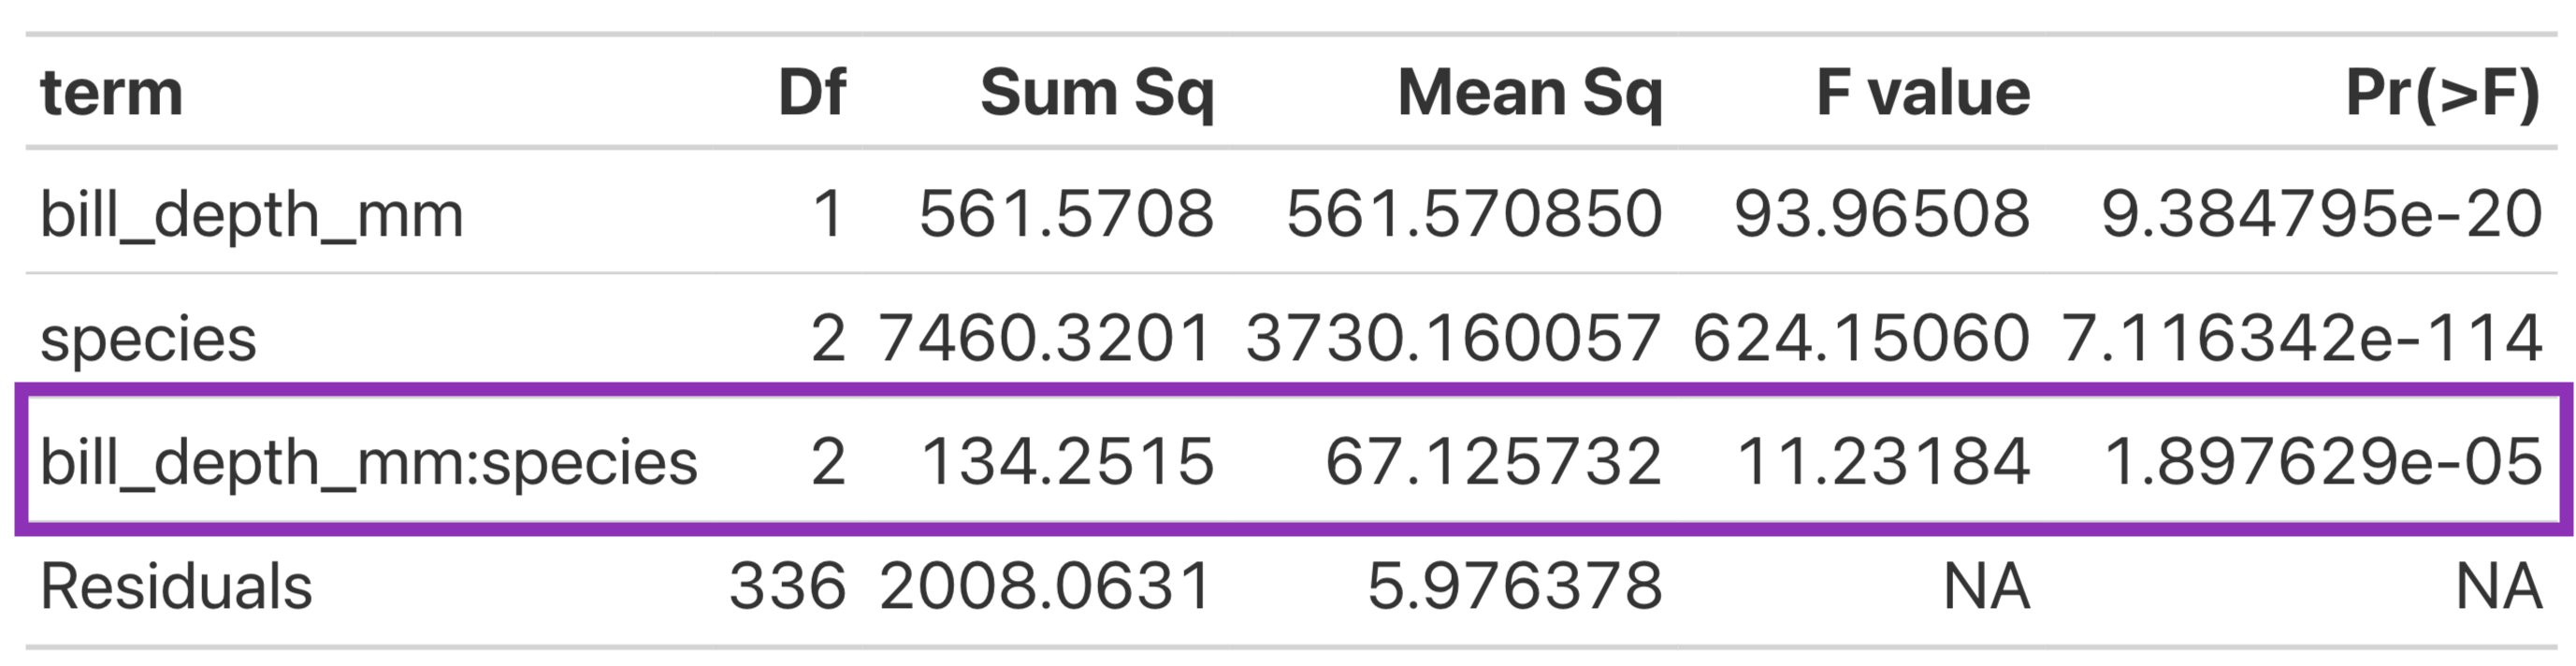 term Df Sum Sq Mean Sq F value Pr(>F)
bill_depth_mm 1 561.5708 561.570850 93.96508 9.384795e-20
species 2 7460.3201 3730.160057 624.15060 7.116342e-114
bill_depth_mm:species 2 134.2515 67.125732 11.23184 1.897629e-05
Residuals 336 2008.0631 5.976378 NA NA